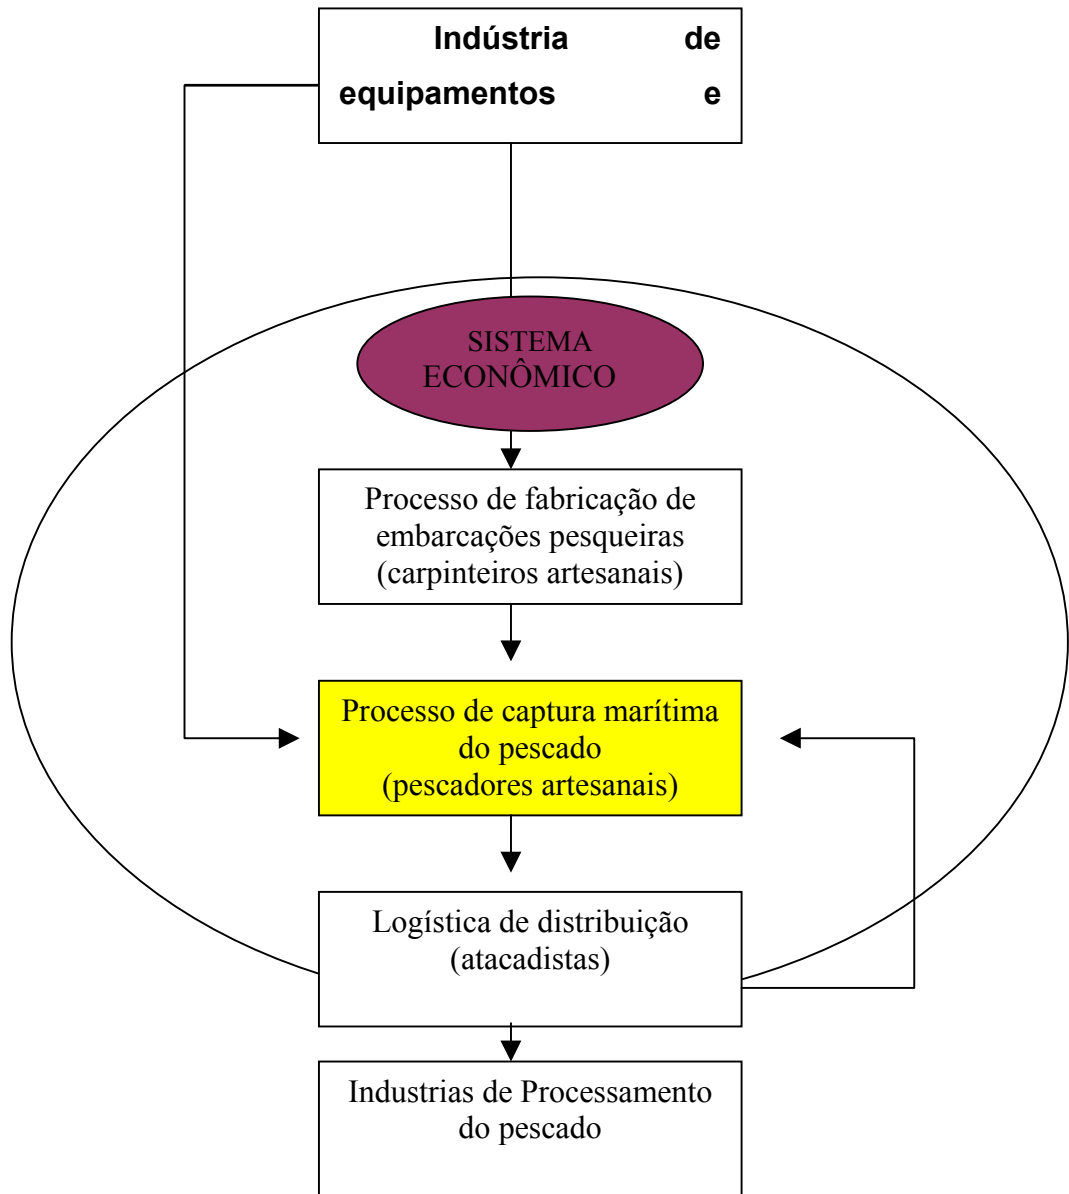 Indústria de
equipamentos e
SISTEMA
ECONÔMICO
Processo de fabricação de
embarcações pesqueiras
(carpinteiros artesanais)
Processo de captura marítima
do pescado
(pescadores artesanais)
Logística de distribuição
(atacadistas)
Industrias de Processamento
do pescado